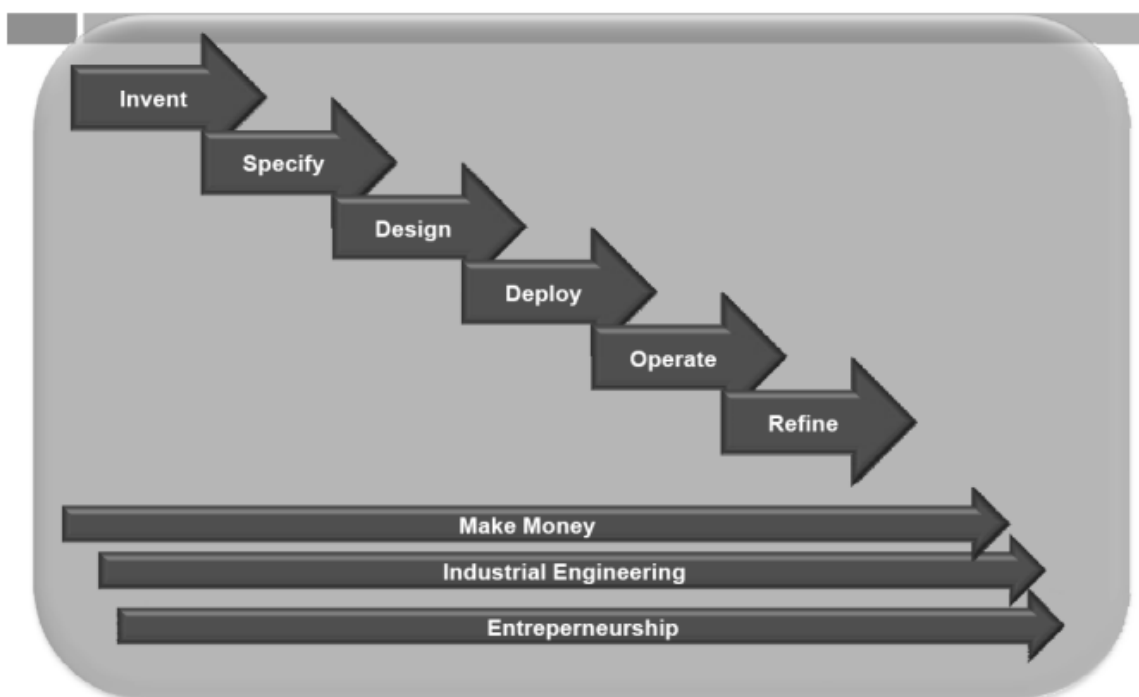 Invent
Specify
Design
Deploy
Operate
Refine
Make Money
Industrial Engineering
Entreperneurship